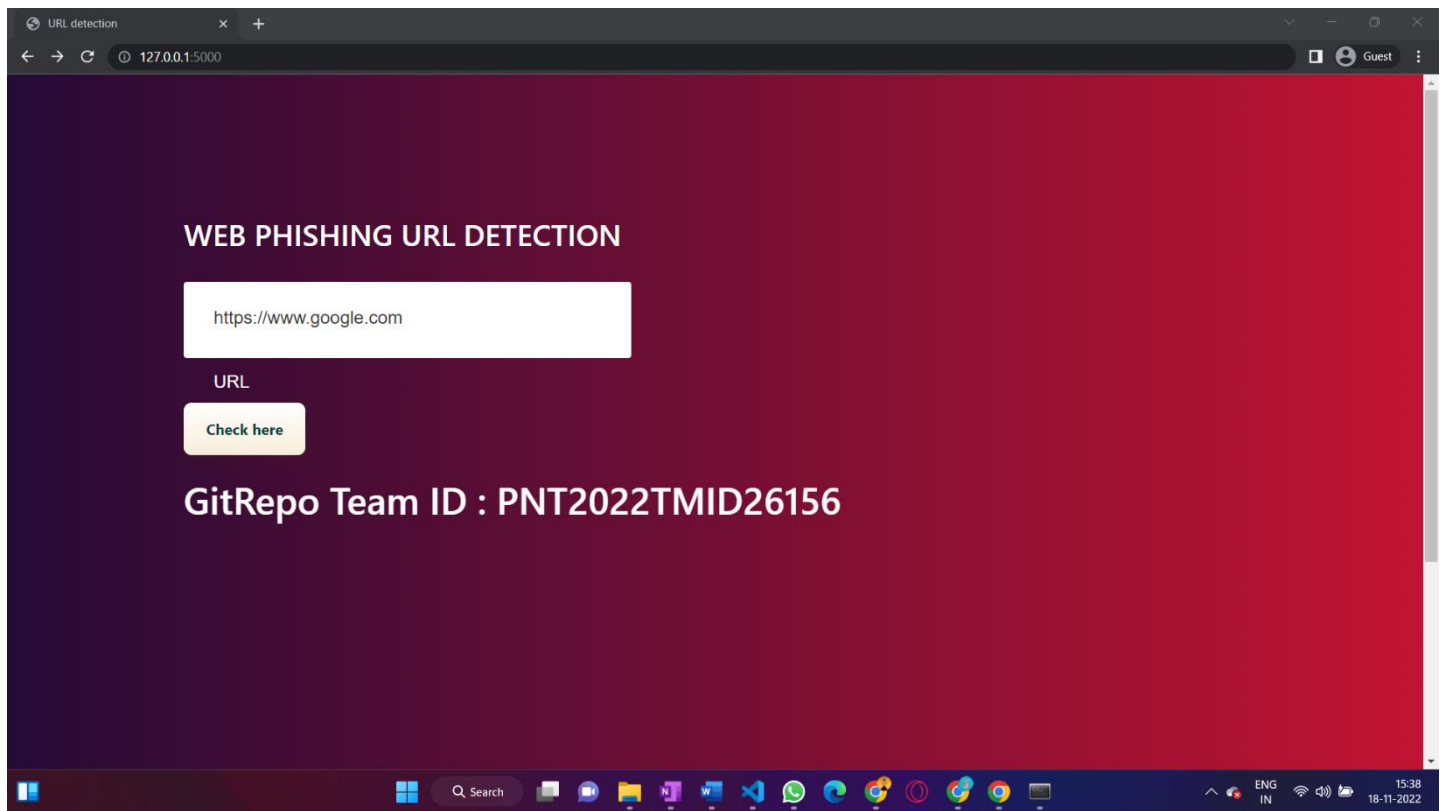 URL detection
127.0.0.1:5000
Guest
WEB PHISHING URL DETECTION
https://www.google.com
URL
Check here
GitRepo Team ID : PNT2022TMID26156
Search
ENG
IN
15:38
18-11-2022